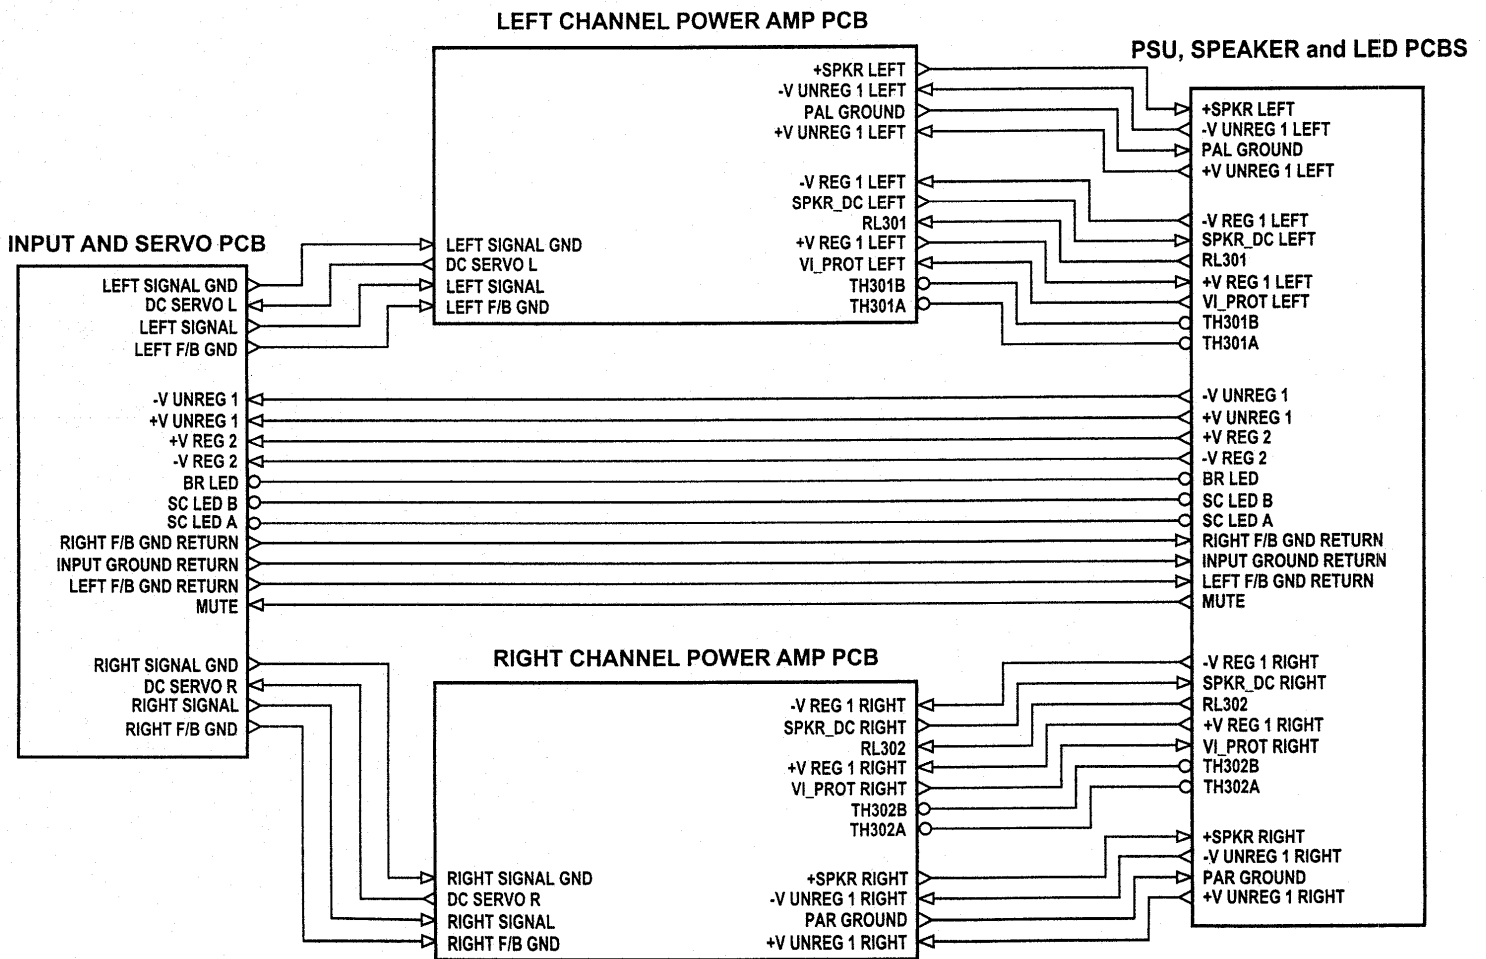 LEFT CHANNEL POWER AMP PCB
+SPKR LEFT
-V UNREG 1 LEFT
PAL GROUND
+V UNREG 1 LEFT
-V REG 1 LEFT
SPKR_DC LEFT
RL301
+V REG 1 LEFT
VI_PROT LEFT
TH301B
TH301A
LEFT SIGNAL GND
DC SERVO L
LEFT SIGNAL
LEFT F/B GND
PSU, SPEAKER and LED PCBS
+SPKR LEFT
-V UNREG 1 LEFT
PAL GROUND
+V UNREG 1 LEFT
-V REG 1 LEFT
SPKR_DC LEFT
RL301
+V REG 1 LEFT
VI_PROT LEFT
TH301B
TH301A
-V UNREG 1
+V UNREG 1
+V REG 2
-V REG 2
BR LED
SC LED B
SC LED A
RIGHT F/B GND RETURN
INPUT GROUND RETURN
LEFT F/B GND RETURN
MUTE
-V REG 1 RIGHT
SPKR_DC RIGHT
RL302
+V REG 1 RIGHT
VI_PROT RIGHT
TH302B
TH302A
+SPKR RIGHT
-V UNREG 1 RIGHT
PAR GROUND
+V UNREG 1 RIGHT
INPUT AND SERVO PCB
LEFT SIGNAL GND
DC SERVO L
LEFT SIGNAL
LEFT F/B GND
-V UNREG 1
+V UNREG 1
+V REG 2
-V REG 2
BR LED
SC LED B
SC LED A
RIGHT F/B GND RETURN
INPUT GROUND RETURN
LEFT F/B GND RETURN
MUTE
RIGHT SIGNAL GND
DC SERVO R
RIGHT SIGNAL
RIGHT F/B GND
RIGHT CHANNEL POWER AMP PCB
-V REG 1 RIGHT
SPKR_DC RIGHT
RL302
+V REG 1 RIGHT
VI_PROT RIGHT
TH302B
TH302A
RIGHT SIGNAL GND
DC SERVO R
RIGHT SIGNAL
RIGHT F/B GND
+SPKR RIGHT
-V UNREG 1 RIGHT
PAR GROUND
+V UNREG 1 RIGHT